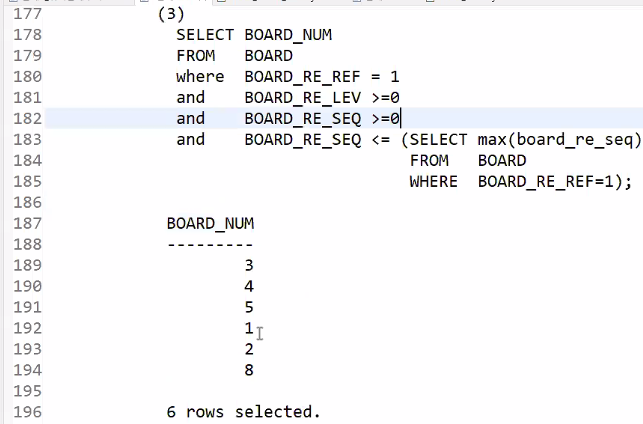 177 (3)
178 SELECT BOARD_NUM
179 FROM BOARD
180 where BOARD_RE_REF = 1
181 and BOARD_RE_LEV >=0
182 and BOARD_RE_SEQ >=0
183 and BOARD_RE_SEQ <= (SELECT max(board_re_seq)
184 FROM BOARD
185 WHERE BOARD_RE_REF=1);
186
187 BOARD_NUM
188 ---------
189 3
190 4
191 5
192 1
193 2
194 8
195
196 6 rows selected.